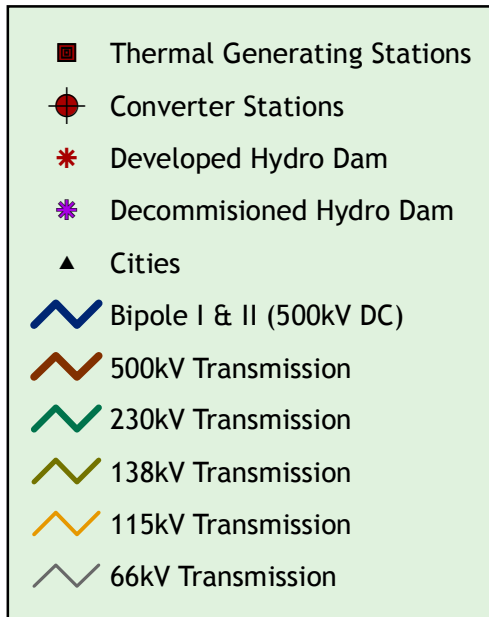 Thermal Generating Stations
Converter Stations
Developed Hydro Dam
Decommisioned Hydro Dam
Cities
Bipole I & II (500kV DC)
500kV Transmission
230kV Transmission
138kV Transmission
115kV Transmission
66kV Transmission